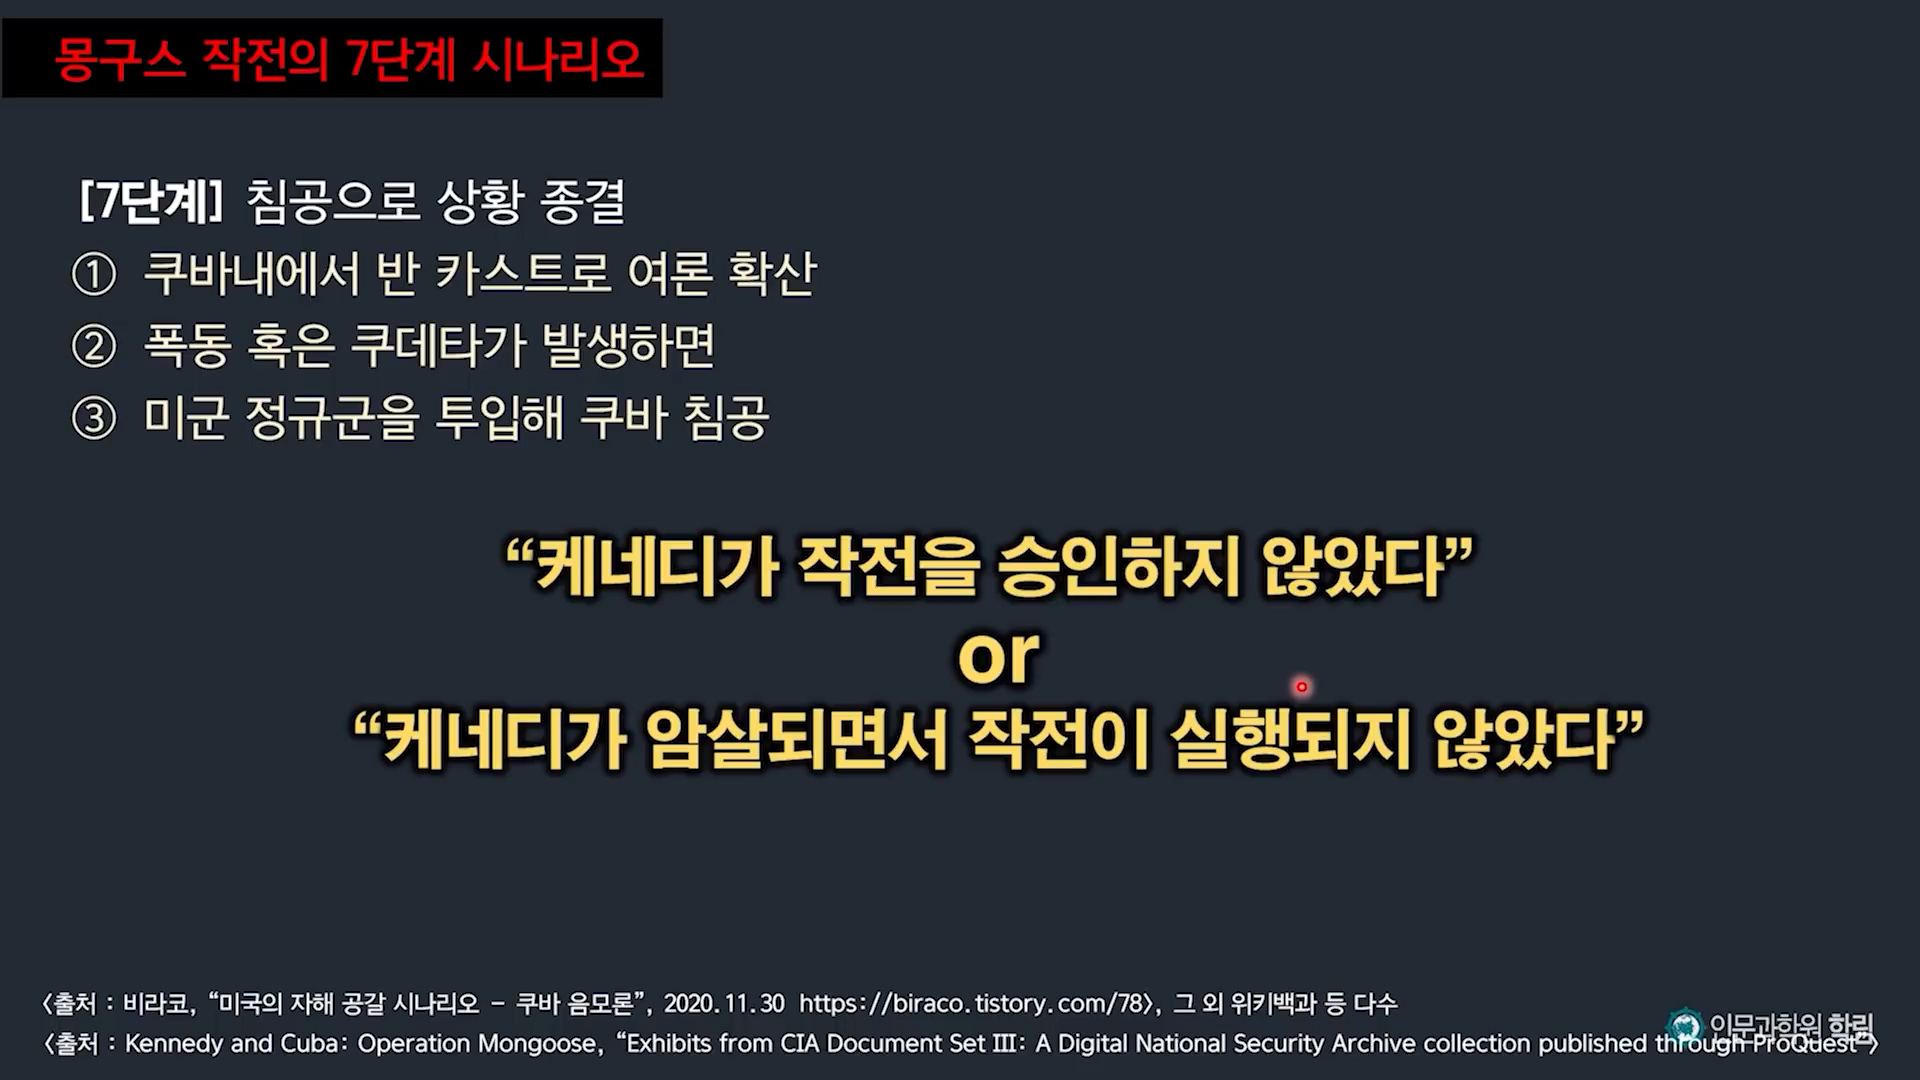 몽구스 작전의 7단계 시나리오
[7단계] 침공으로 상황 종결
① 쿠바내에서 반 카스트로 여론 확산
② 폭동 혹은 쿠데타가 발생하면
③ 미군 정규군을 투입해 쿠바 침공
“케네디가 작전을 승인하지 않았다”
or
“케네디가 암살되면서 작전이 실행되지 않았다”
<출처 : 비라코, “미국의 자해 공갈 시나리오 – 쿠바 음모론”, 2020.11.30 https://biraco.tistory.com/78>, 그 외 위키백과 등 다수
<출처 : Kennedy and Cuba: Operation Mongoose, “Exhibits from CIA Document Set III: A Digital National Security Archive collection published through ProQuest”>
인문과학원 학림